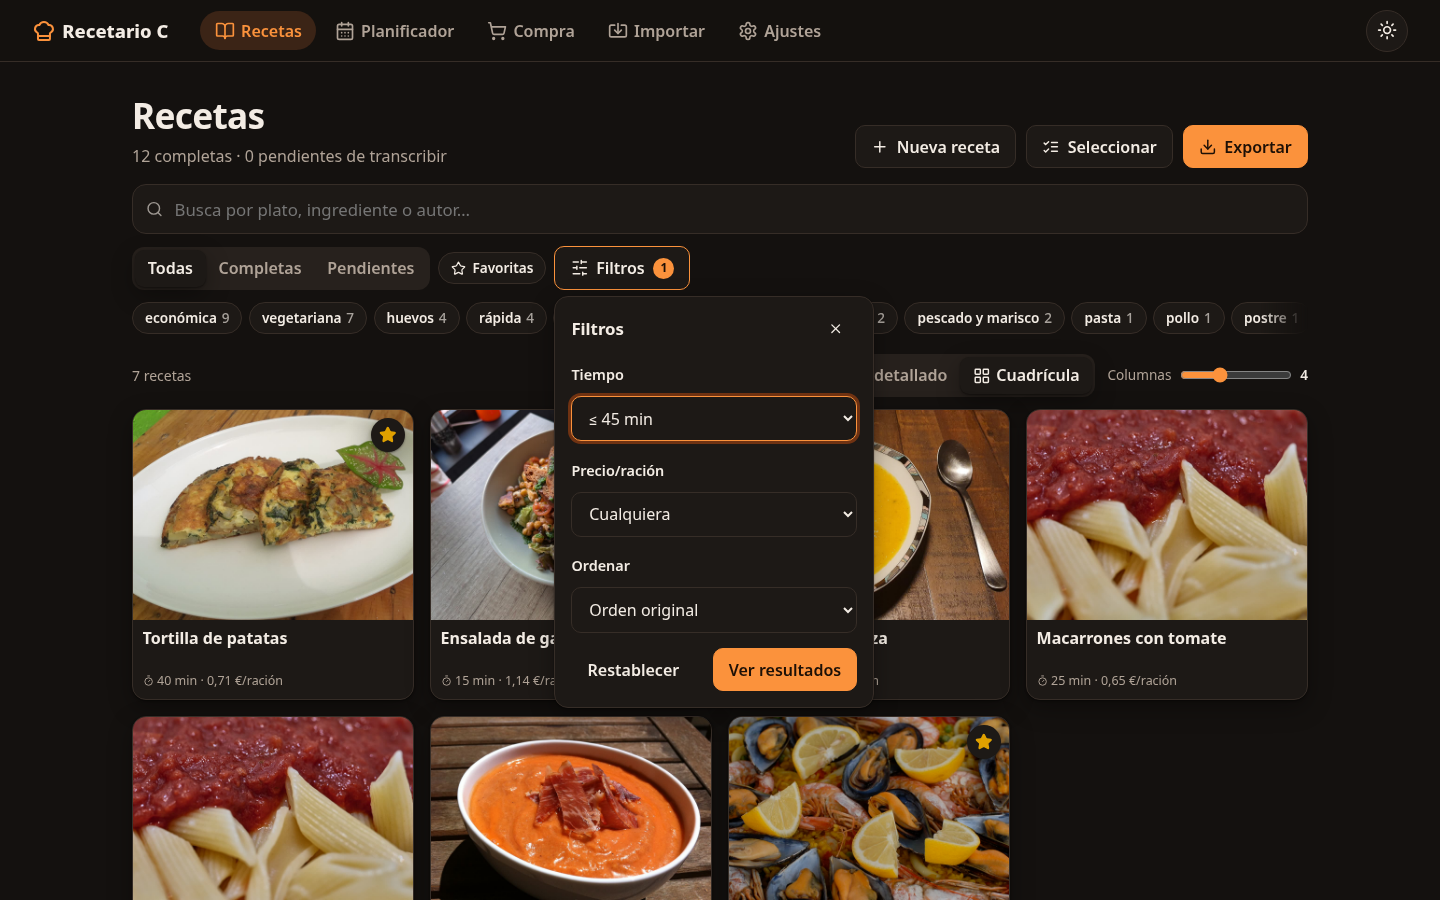 Recetario C
Recetas
Planificador
Compra
Importar
Ajustes
Recetas
12 completas · 0 pendientes de transcribir
Nueva receta
Seleccionar
Exportar
Busca por plato, ingrediente o autor...
Todas
Completas
Pendientes
Favoritas
Filtros 1
económica 9
vegetariana 7
huevos 4
rápida 4
2
pescado y marisco 2
pasta 1
pollo 1
postre 1
Filtros
Tiempo
≤ 45 min
Precio/ración
Cualquiera
Ordenar
Orden original
Restablecer
Ver resultados
7 recetas
detallado
Cuadrícula
Columnas
4
Tortilla de patatas
40 min · 0,71 €/ración
Ensalada de ga
15 min · 1,14 €/ra
za
n
Macarrones con tomate
25 min · 0,65 €/ración